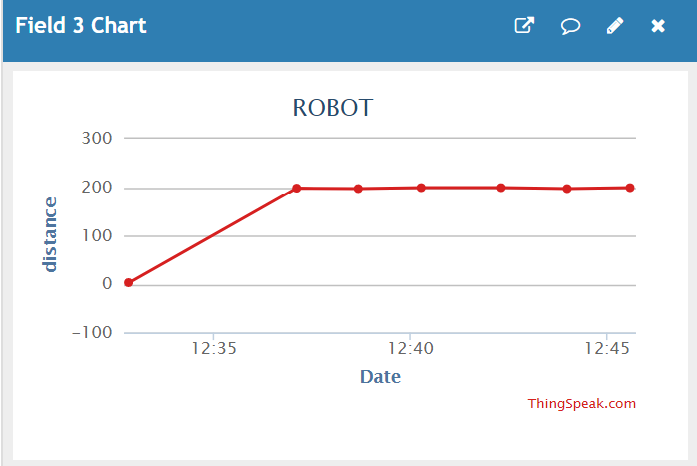 Field 3 Chart
ROBOT
300
200
100
0
−100
distance
12:35 12:40 12:45
Date
ThingSpeak.com